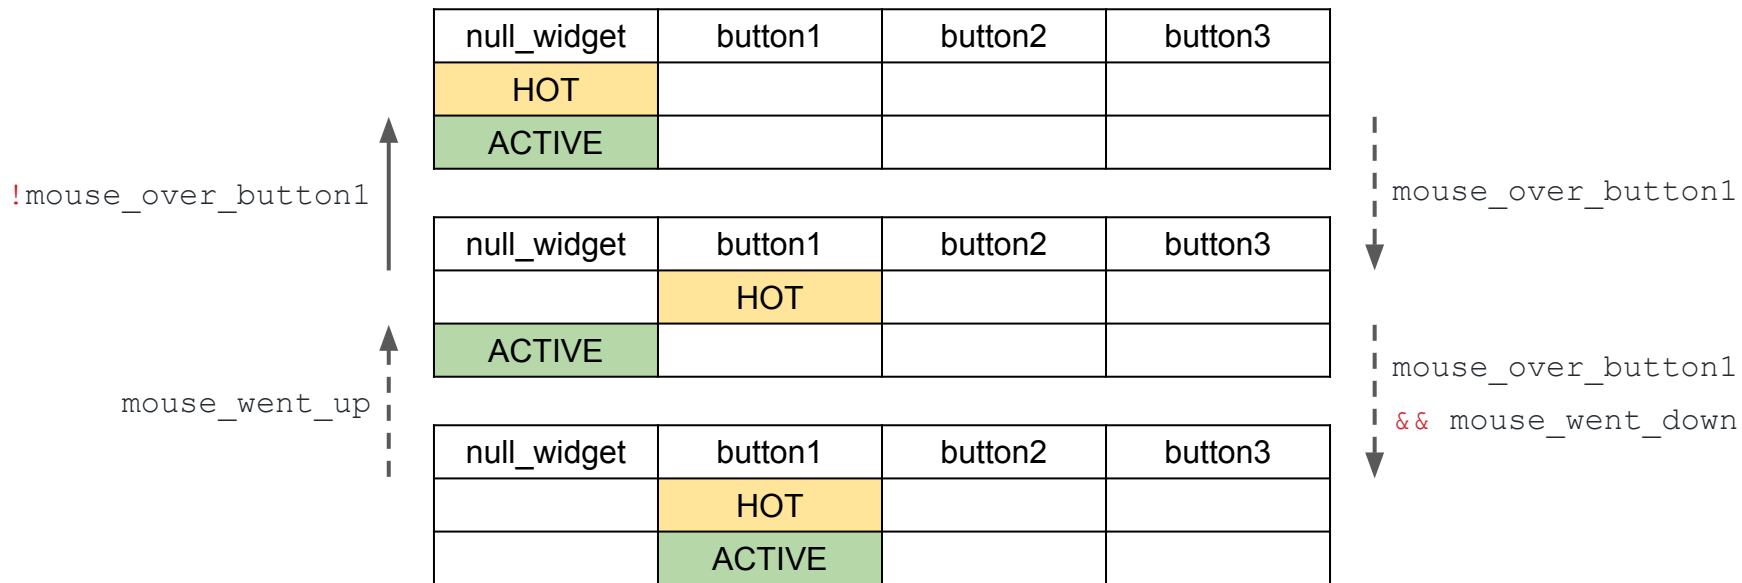 null_widget button1 button2 button3
HOT
ACTIVE
!mouse_over_button1
mouse_over_button1
null_widget button1 button2 button3
HOT
ACTIVE
mouse_went_up
mouse_over_button1
&& mouse_went_down
null_widget button1 button2 button3
HOT
ACTIVE